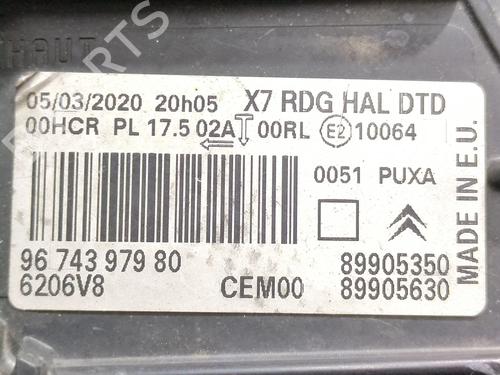 HAUT
PARTS
05/03/2020 20h05 X7 RDG HAL DTD
00HCR PL 17.5 02A 00RL E2 10064
0051 PUXA
MADE IN E.U.
96 743 979 80 89905350
6206V8 CEM00 89905630